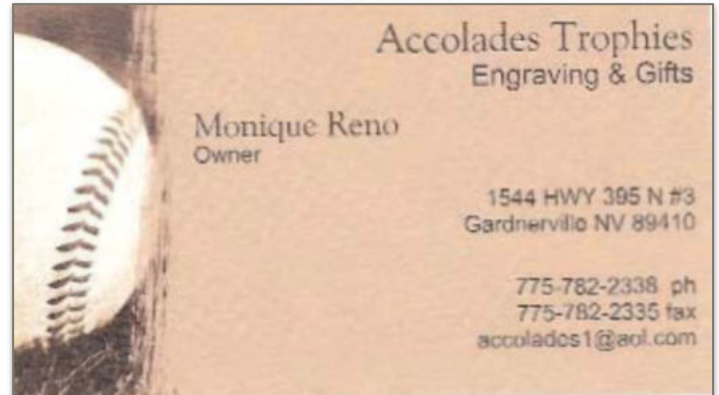 Accolades Trophies
Engraving & Gifts
Monique Reno
Owner
1544 HWY 395 N #3
Gardnerville NV 89410
775-782-2338 ph
775-782-2335 fax
accolades1@aol.com